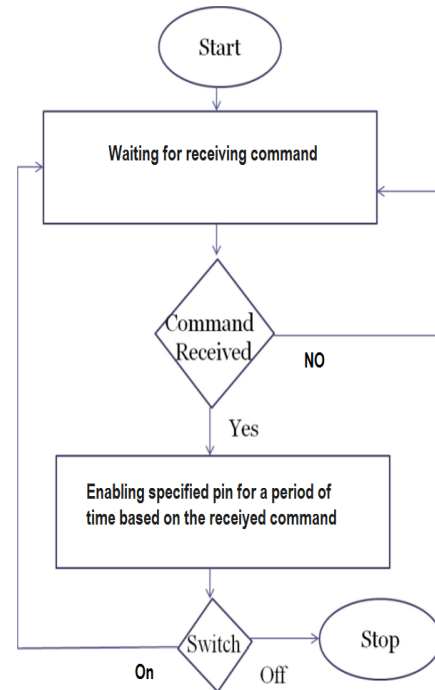 Start
Waiting for receiving command
Command
Received
NO
Yes
Enabling specified pin for a period of
time based on the receiyed command
Switch
Stop
On
Off